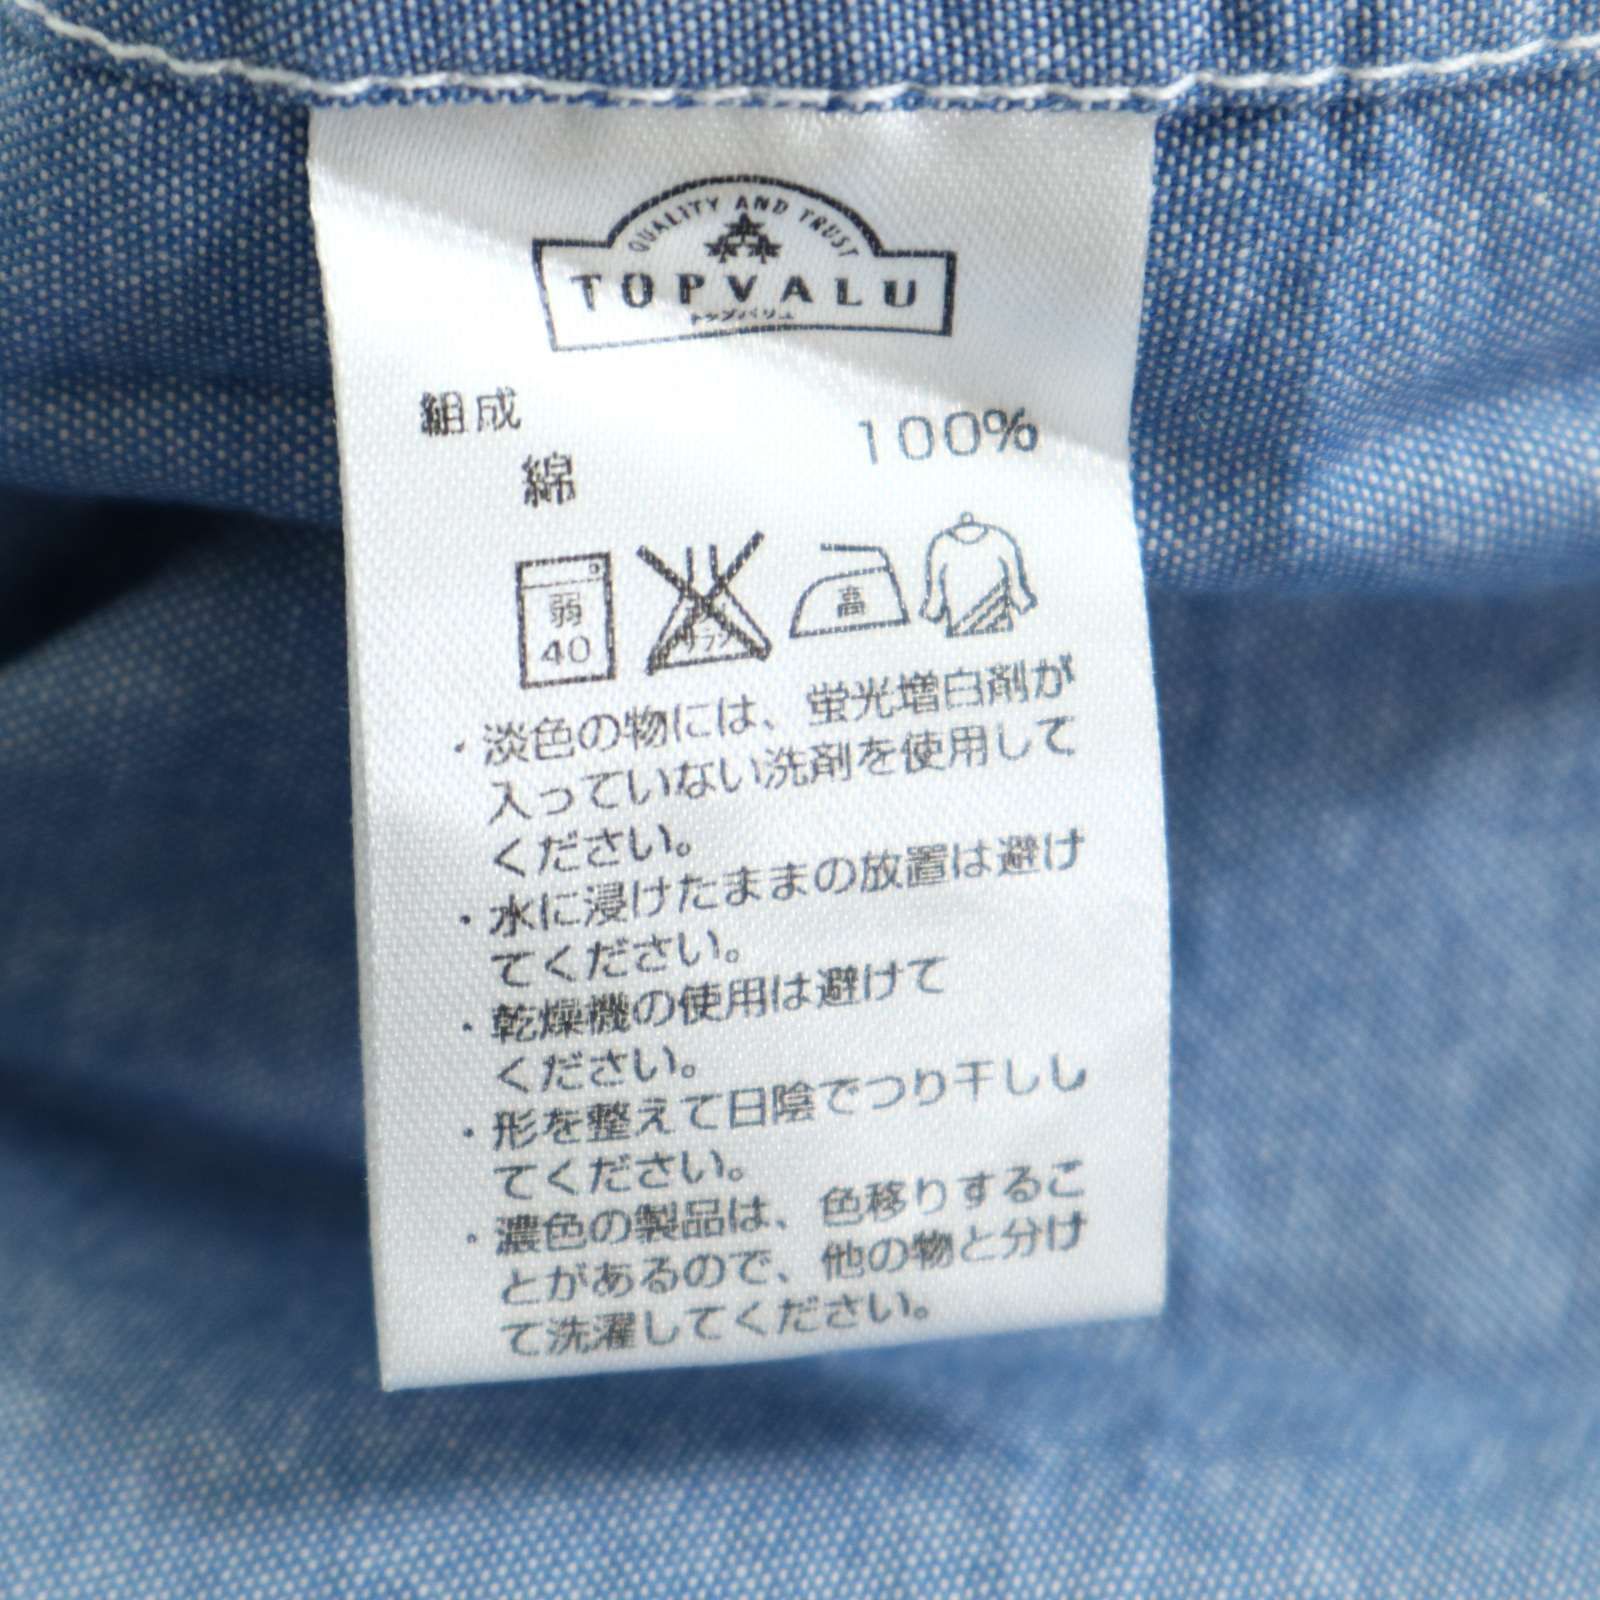 QUALITY AND TRUST
TOPVALU
トップバリュ
組成
綿 100%
弱
40
高
・淡色の物には、蛍光増白剤が
入っていない洗剤を使用して
ください。
・水に浸けたままの放置は避け
てください。
・乾燥機の使用は避けて
ください。
・形を整えて日陰でつり干しし
てください。
・濃色の製品は、色移りするこ
とがあるので、他の物と分け
て洗濯してください。